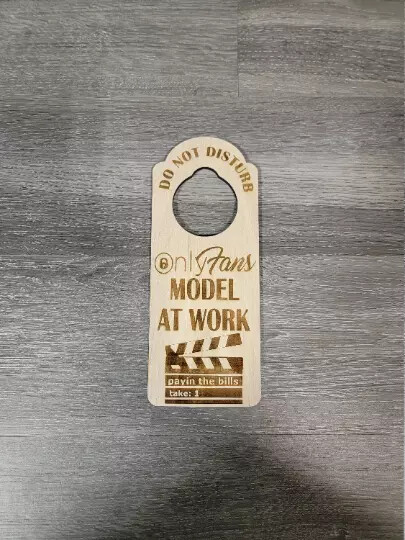 DO NOT DISTURB
OnlyFans
MODEL
AT WORK
payin the bills
take: 1